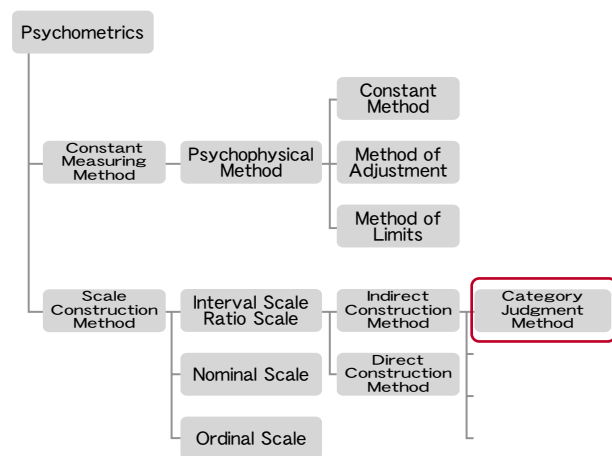 Psychometrics
Constant
Method
Constant
Measuring
Method
Psychophysical
Method
Method of
Adjustment
Method of
Limits
Scale
Construction
Method
Interval Scale
Ratio Scale
Indirect
Construction
Method
Category
Judgment
Method
Nominal Scale
Direct
Construction
Method
Ordinal Scale